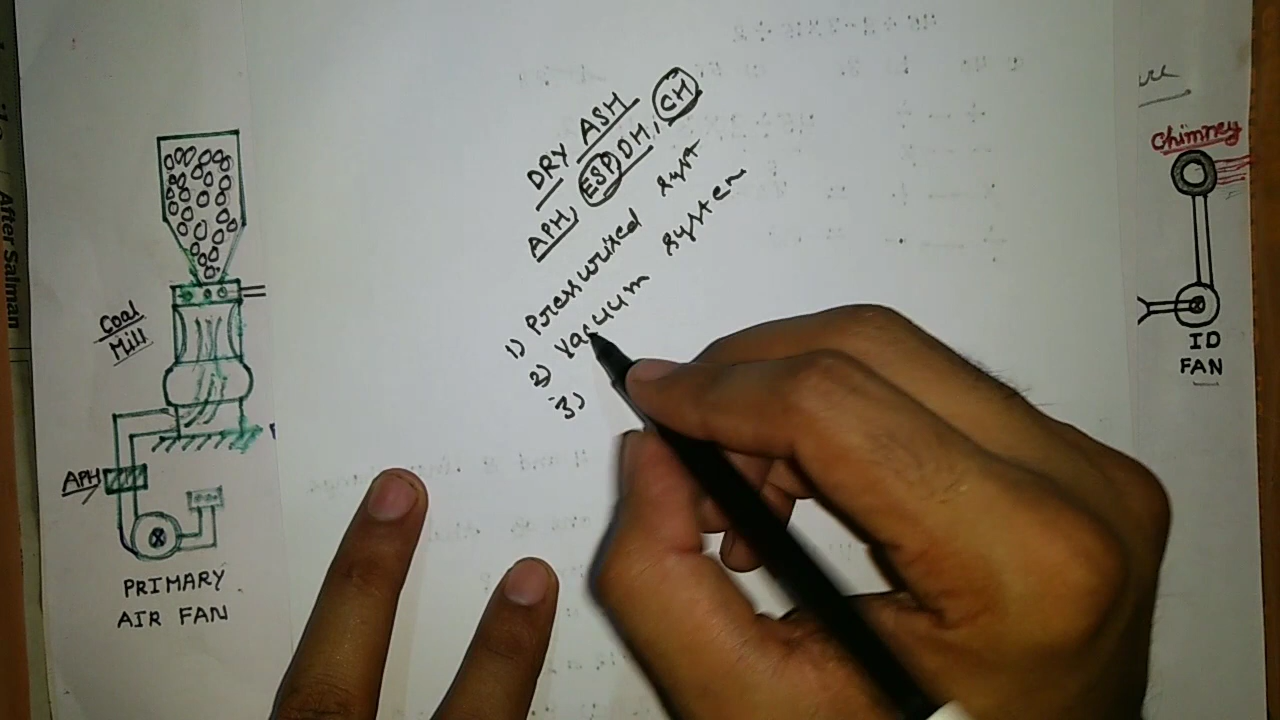 After Salman
DRY ASH
APH, ESP, DH, CH
1) Pressurized syst
2) Vacuum system
3)
Coal
Mill
APH
PRIMARY
AIR FAN
Chimney
ID
FAN